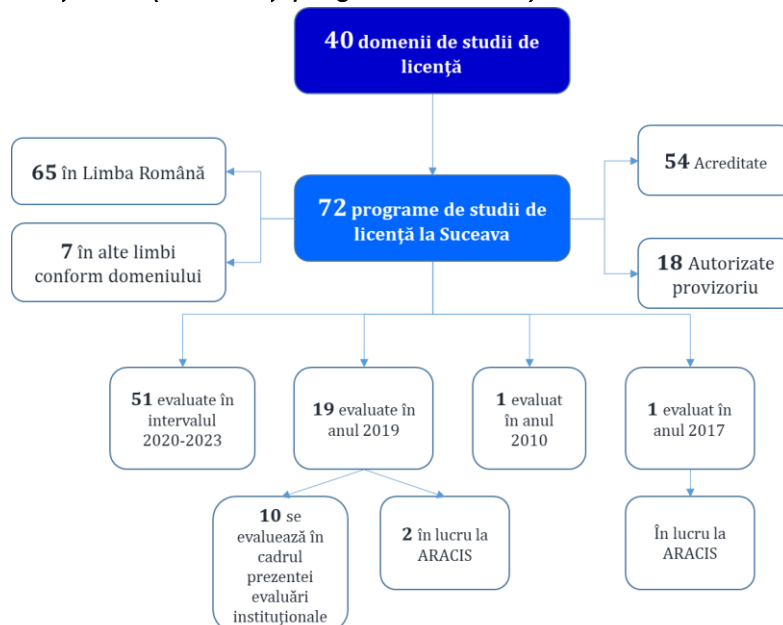 40 domenii de studii de
licență
65 în Limba Română
54 Acreditate
72 programe de studii de
licență la Suceava
7 în alte limbi
conform domeniului
18 Autorizate
provizoriu
51 evaluate în
intervalul
2020-2023
19 evaluate în
anul 2019
1 evaluat
în anul
2010
1 evaluat în
anul 2017
10 se
evaluează în
cadrul
prezentei
evaluări
instituționale
2 în lucru la
ARACIS
În lucru la
ARACIS